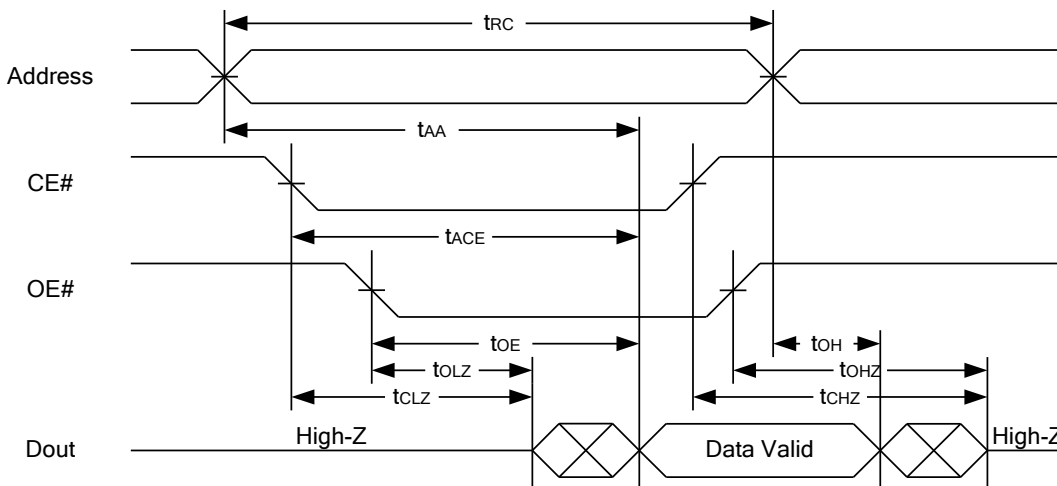 tRC
Address
tAA
CE#
tACE
OE#
tOE
tOH
tOLZ
tOHZ
tCLZ
tCHZ
High-Z
Dout
Data Valid
High-Z